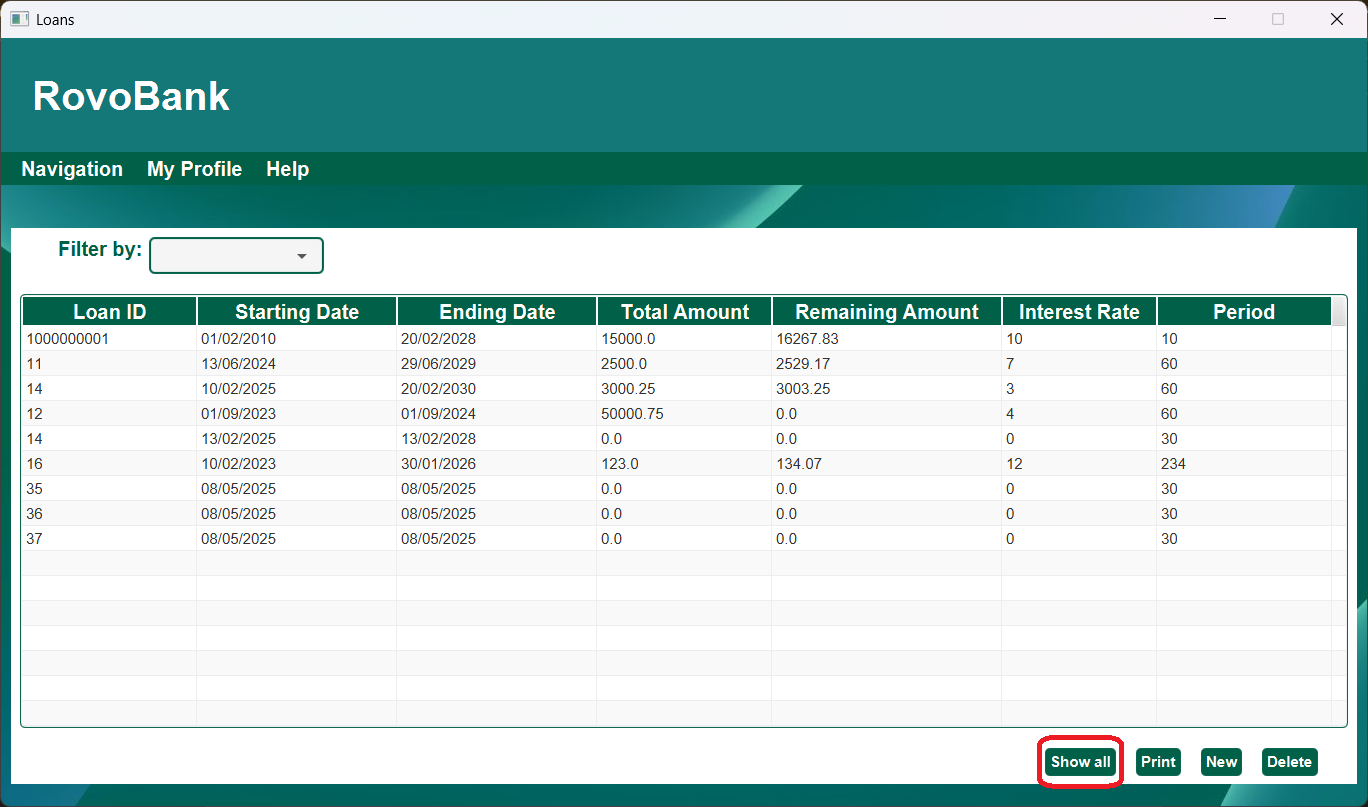 Loans
RovoBank
Navigation My Profile Help
Filter by:
Loan ID Starting Date Ending Date Total Amount Remaining Amount Interest Rate Period
1000000001 01/02/2010 20/02/2028 15000.0 16267.83 10 10
11 13/06/2024 29/06/2029 2500.0 2529.17 7 60
14 10/02/2025 20/02/2030 3000.25 3003.25 3 60
12 01/09/2023 01/09/2024 50000.75 0.0 4 60
14 13/02/2025 13/02/2028 0.0 0.0 0 30
16 10/02/2023 30/01/2026 123.0 134.07 12 234
35 08/05/2025 08/05/2025 0.0 0.0 0 30
36 08/05/2025 08/05/2025 0.0 0.0 0 30
37 08/05/2025 08/05/2025 0.0 0.0 0 30
Show all Print New Delete